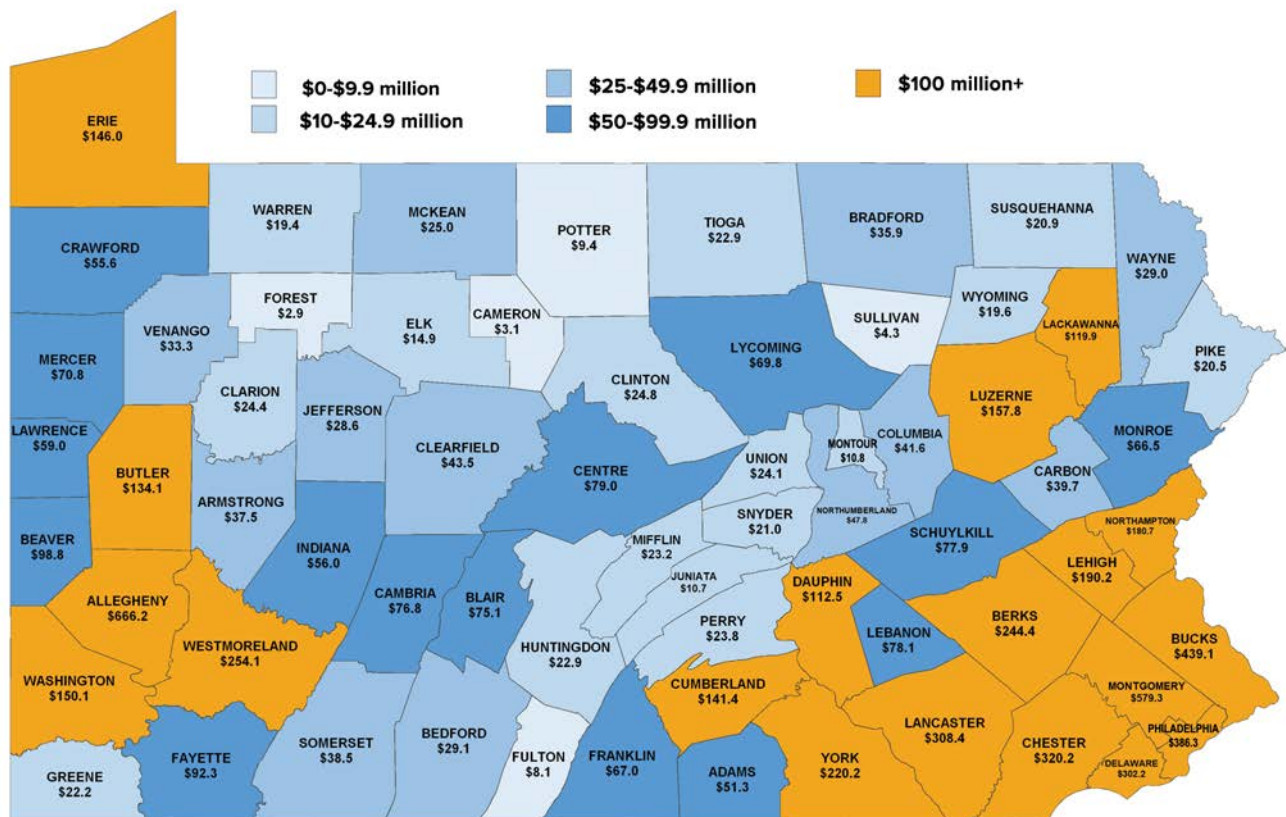 $0-$9.9 million
$10-$24.9 million
$25-$49.9 million
$50-$99.9 million
$100 million+
ERIE
$146.0
CRAWFORD
$55.6
WARREN
$19.4
MCKEAN
$25.0
POTTER
$9.4
TIOGA
$22.9
BRADFORD
$35.9
SUSQUEHANNA
$20.9
WAYNE
$29.0
FOREST
$2.9
VENANGO
$33.3
ELK
$14.9
CAMERON
$3.1
SULLIVAN
$4.3
WYOMING
$19.6
LACKAWANNA
$119.9
PIKE
$20.5
MERCER
$70.8
CLARION
$24.4
JEFFERSON
$28.6
CLINTON
$24.8
LYCOMING
$69.8
LUZERNE
$157.8
LAWRENCE
$59.0
BUTLER
$134.1
CLEARFIELD
$43.5
CENTRE
$79.0
UNION
$24.1
MONTOUR
$10.8
COLUMBIA
$41.6
MONROE
$66.5
CARBON
$39.7
ARMSTRONG
$37.5
BEAVER
$98.8
INDIANA
$56.0
SNYDER
$21.0
NORTHUMBERLAND
$47.8
SCHUYLKILL
$77.9
NORTHAMPTON
$180.7
LEHIGH
$190.2
MIFFLIN
$23.2
JUNIATA
$10.7
ALLEGHENY
$666.2
CAMBRIA
$76.8
BLAIR
$75.1
DAUPHIN
$112.5
PERRY
$23.8
LEBANON
$78.1
BERKS
$244.4
BUCKS
$439.1
WESTMORELAND
$254.1
HUNTINGDON
$22.9
WASHINGTON
$150.1
CUMBERLAND
$141.4
MONTGOMERY
$579.3
LANCASTER
$308.4
PHILADELPHIA
$386.3
CHESTER
$320.2
DELAWARE
$302.2
SOMERSET
$38.5
BEDFORD
$29.1
FULTON
$8.1
FRANKLIN
$67.0
ADAMS
$51.3
YORK
$220.2
FAYETTE
$92.3
GREENE
$22.2